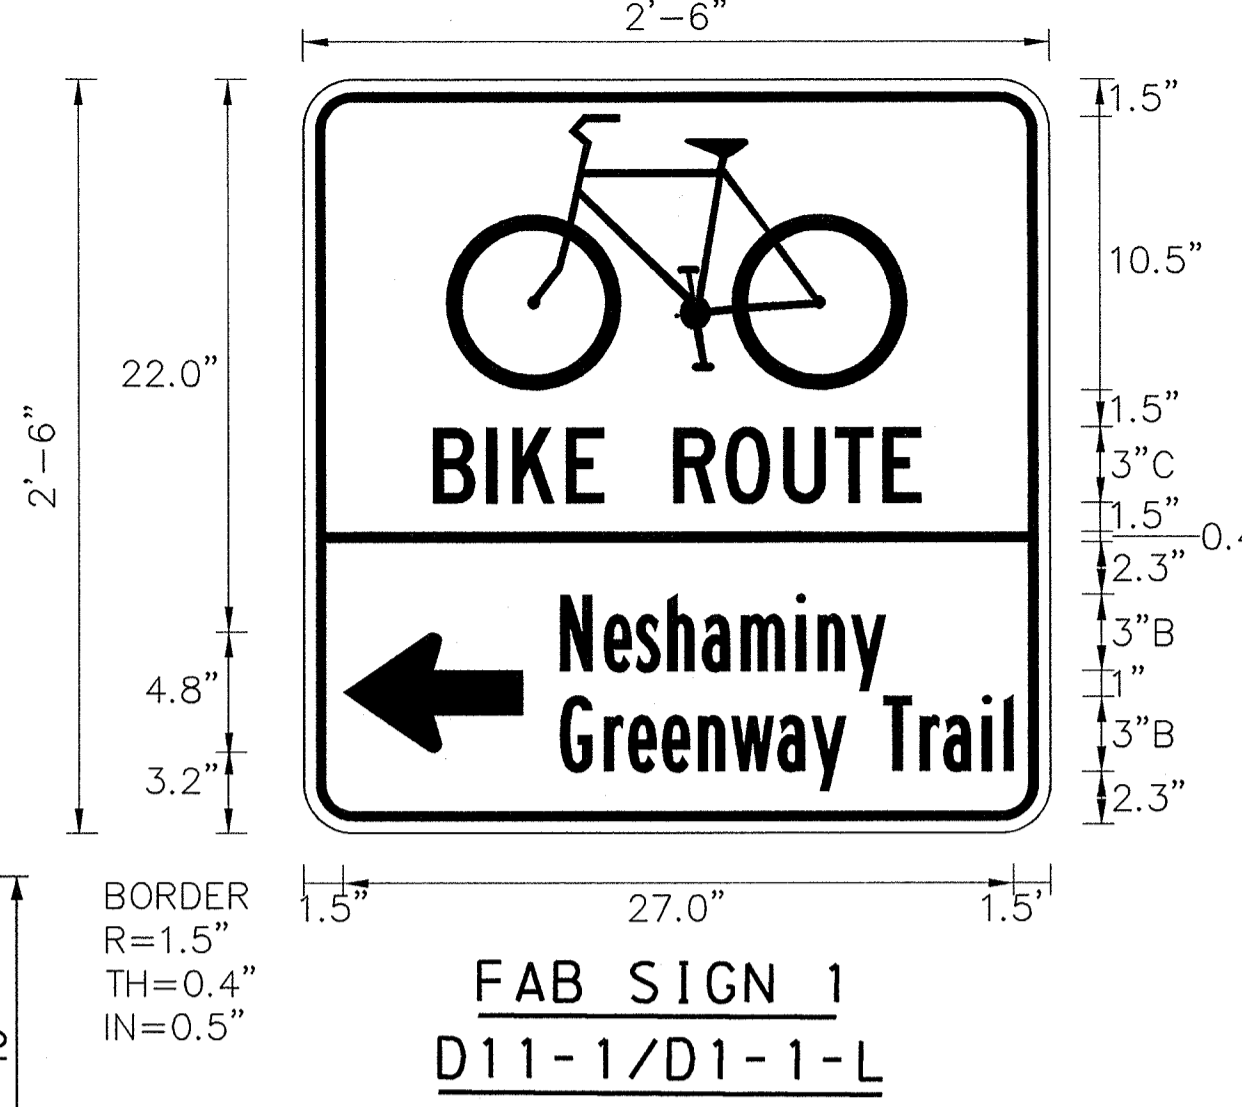 2'-6"
1.5"
10.5"
22.0"
2'-6"
1.5"
BIKE ROUTE
3"C
1.5"
2.3"
Neshaminy
3"B
4.8"
1"
Greenway Trail
3"B
3.2"
2.3"
BORDER
1.5" 27.0" 1.5'
R=1.5"
TH=0.4"
IN=0.5"
FAB SIGN 1
D11-1/D1-1-L